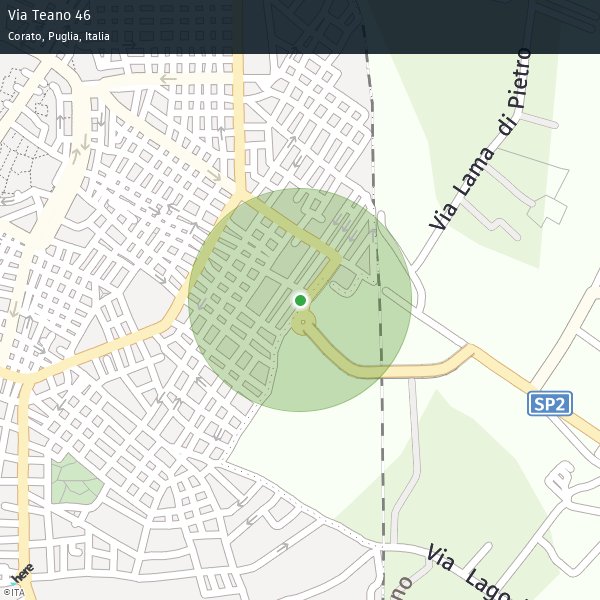 Via Teano 46
Corato, Puglia, Italia
Via Lama di Pietro
SP2
Via Lago
no
here
©ITA